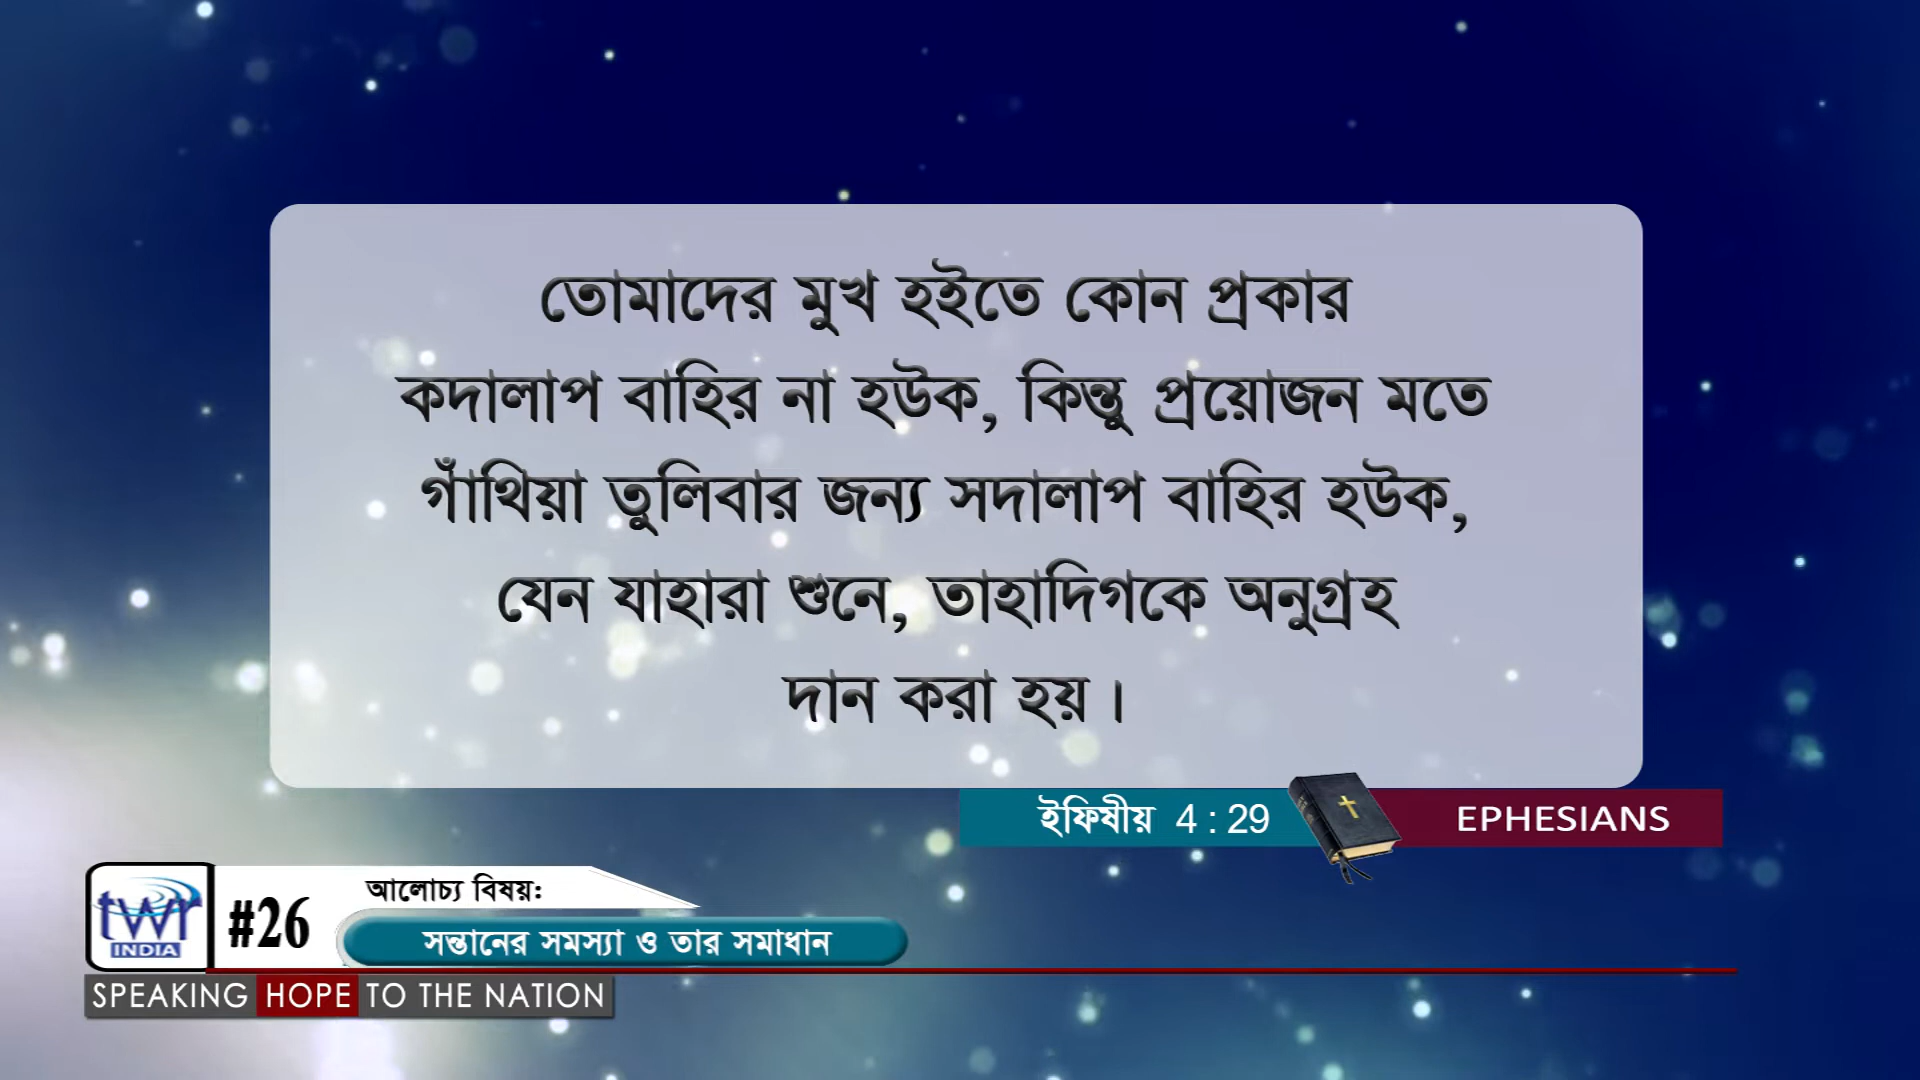 তোমাদের মুখ হইতে কোন প্রকার
কদালাপ বাহির না হউক, কিন্তু প্রয়োজন মতে
গাঁথিয়া তুলিবার জন্য সদালাপ বাহির হউক,
যেন যাহারা শুনে, তাহাদিগকে অনুগ্রহ
দান করা হয়।
ইফিষীয় 4 : 29
EPHESIANS
twr
INDIA
#26
আলোচ্য বিষয়:
সন্তানের সমস্যা ও তার সমাধান
SPEAKING HOPE TO THE NATION